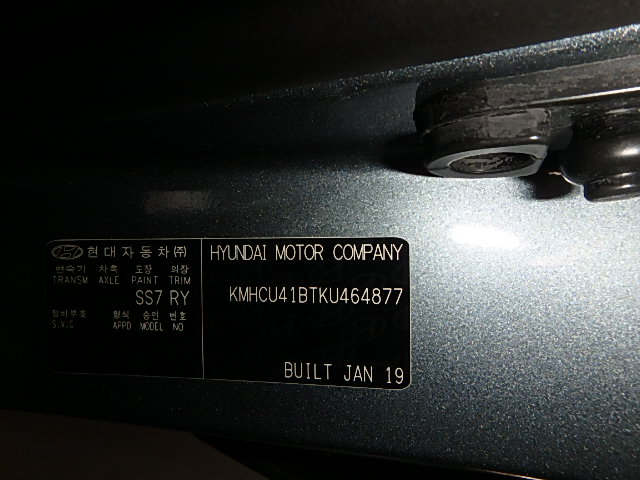 현대자동차㈜
변속기 차축 도장 의장
TRANSM AXLE PAINT TRIM
SS7 RY
정비부호 형식 승인 번호
S.V.C APPD MODEL NO
HYUNDAI MOTOR COMPANY
KMHCU41BTKU464877
BUILT JAN 19